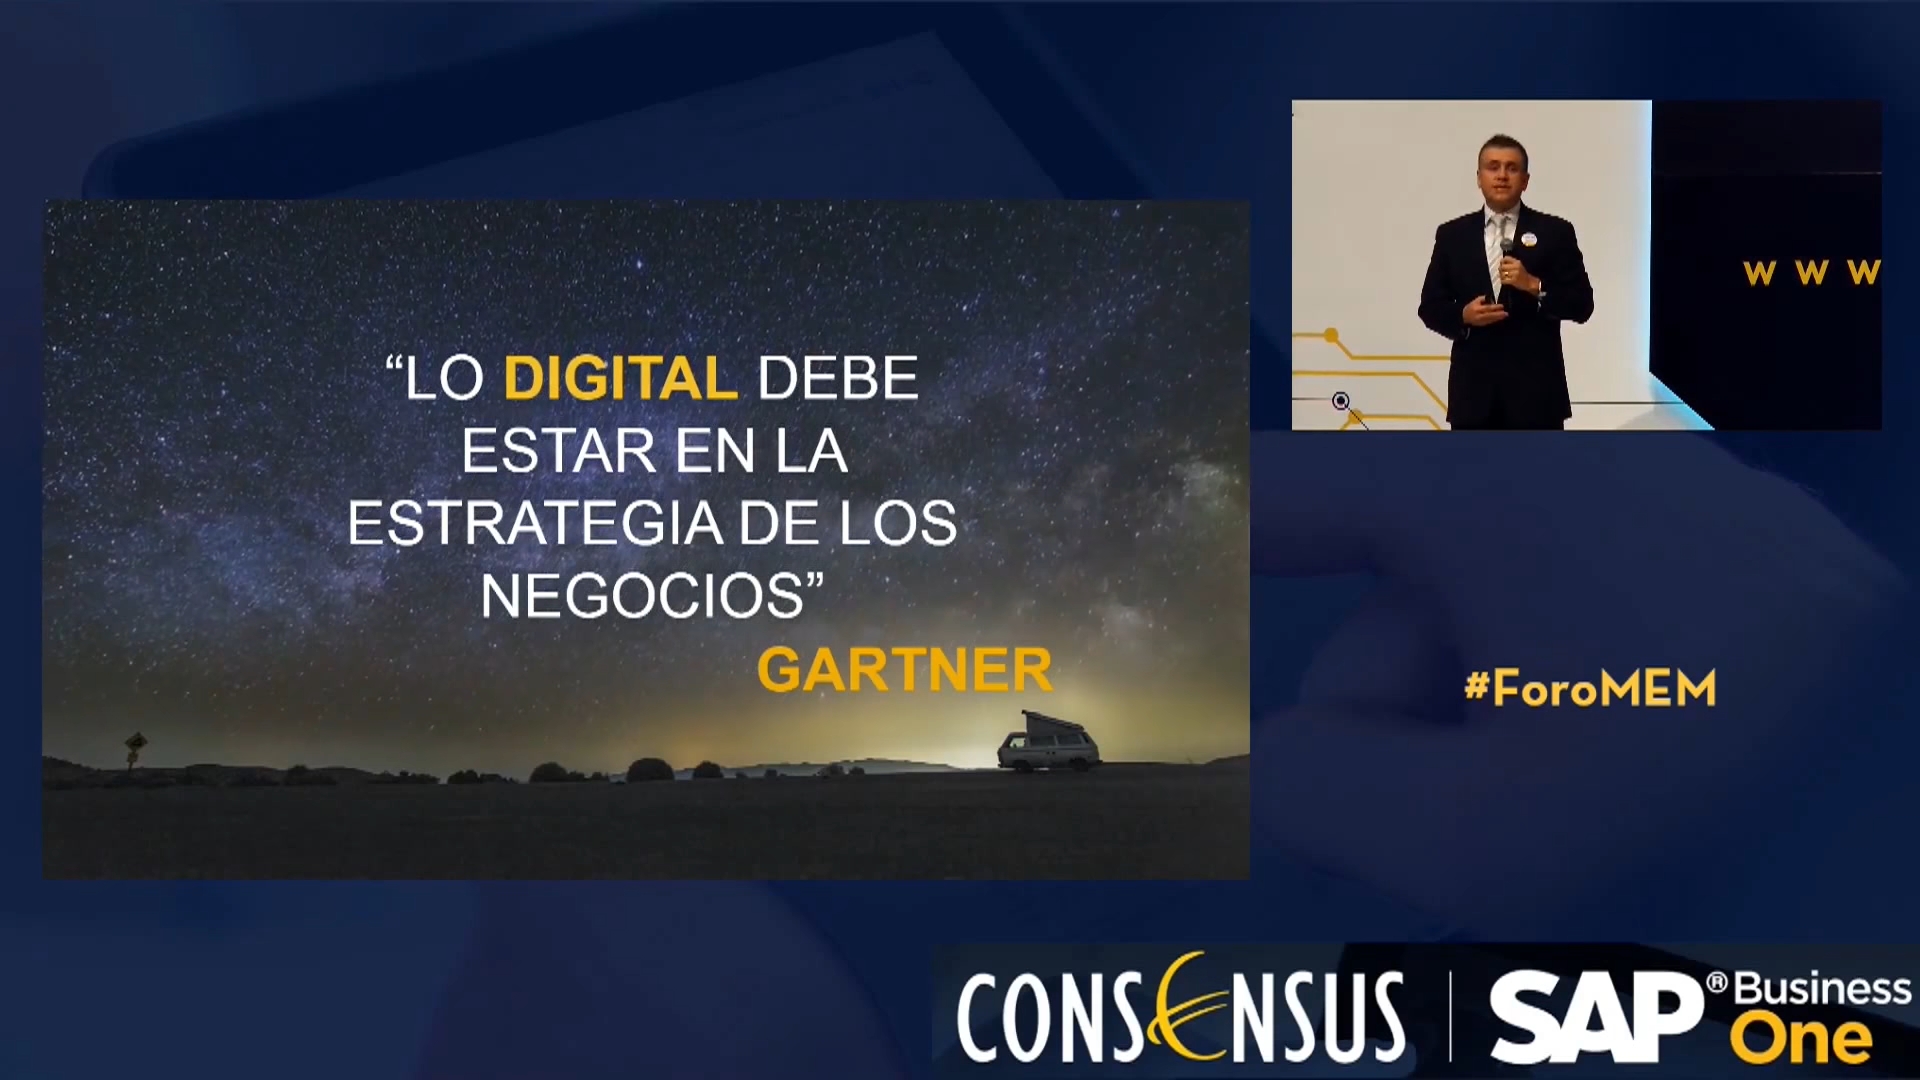 “LO DIGITAL DEBE
ESTAR EN LA
ESTRATEGIA DE LOS
NEGOCIOS”
GARTNER
W W W
#ForoMEM
CONSENSUS
SAP® Business
One